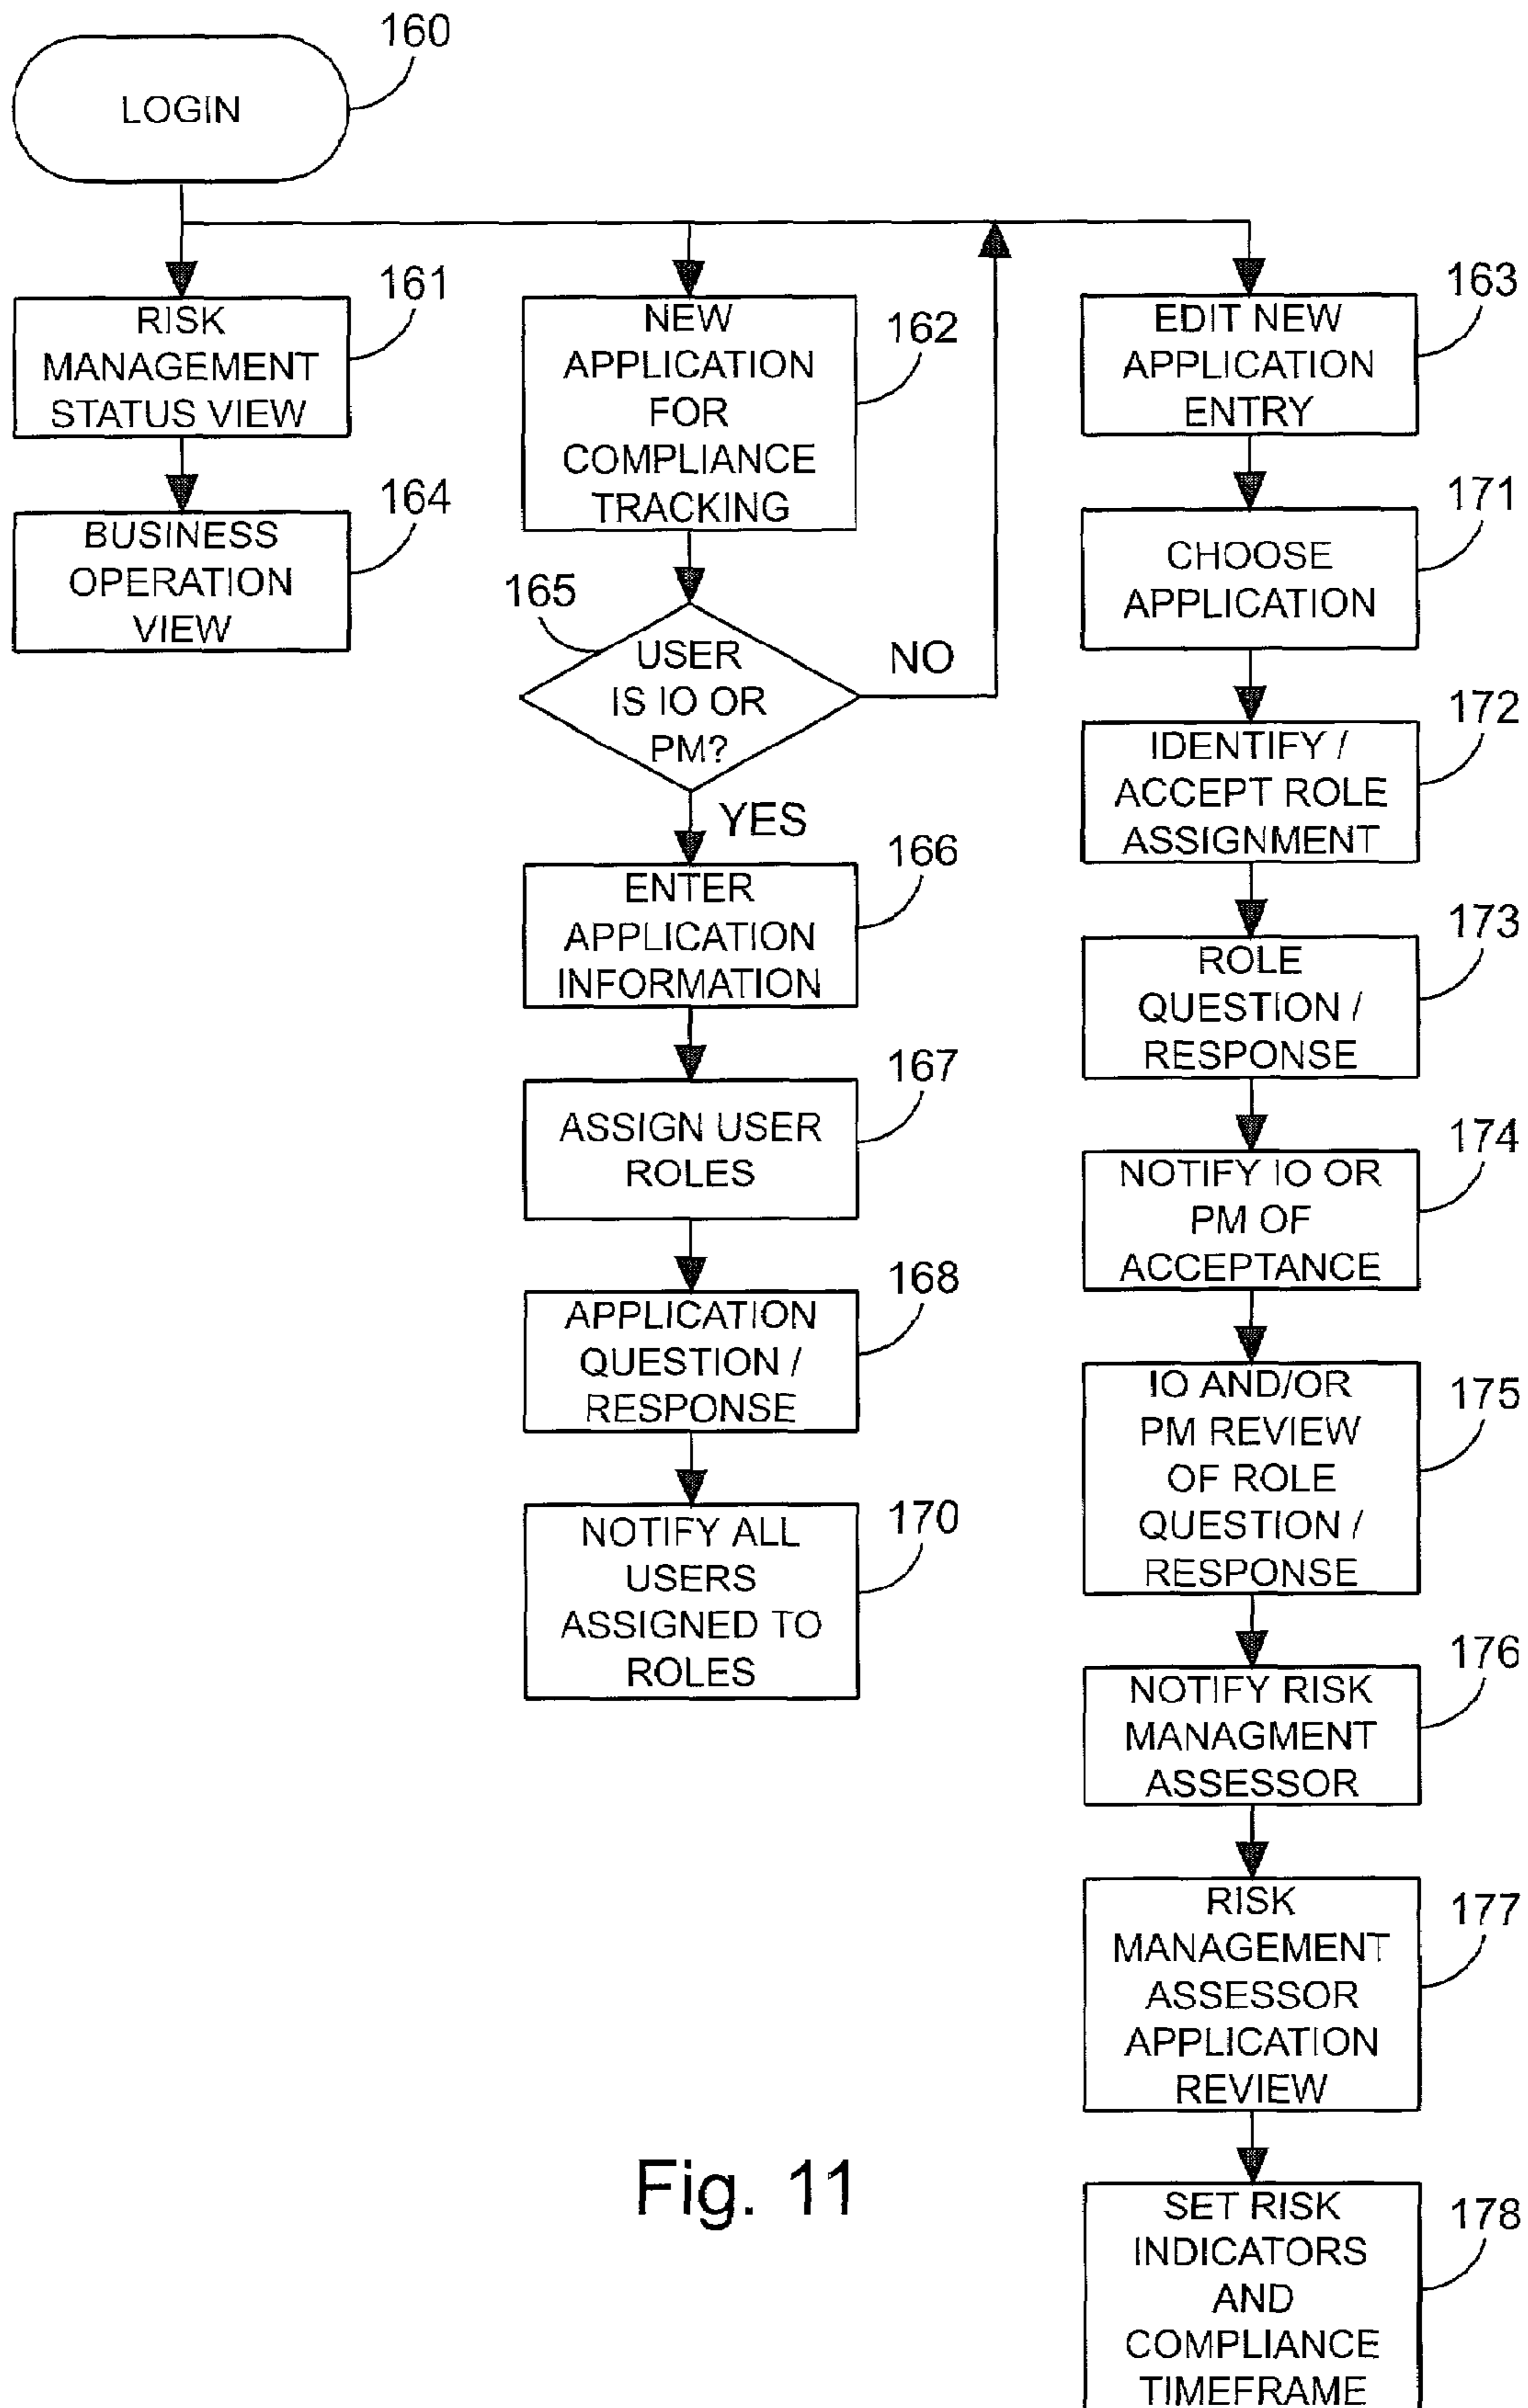 160
LOGIN
161
RISK
MANAGEMENT
STATUS VIEW
164
BUSINESS
OPERATION
VIEW
162
NEW
APPLICATION
FOR
COMPLIANCE
TRACKING
165
USER
IS IO OR
PM?
NO
YES
166
ENTER
APPLICATION
INFORMATION
167
ASSIGN USER
ROLES
168
APPLICATION
QUESTION /
RESPONSE
170
NOTIFY ALL
USERS
ASSIGNED TO
ROLES
163
EDIT NEW
APPLICATION
ENTRY
171
CHOOSE
APPLICATION
172
IDENTIFY /
ACCEPT ROLE
ASSIGNMENT
173
ROLE
QUESTION /
RESPONSE
174
NOTIFY IO OR
PM OF
ACCEPTANCE
175
IO AND/OR
PM REVIEW
OF ROLE
QUESTION /
RESPONSE
176
NOTIFY RISK
MANAGMENT
ASSESSOR
177
RISK
MANAGEMENT
ASSESSOR
APPLICATION
REVIEW
178
SET RISK
INDICATORS
AND
COMPLIANCE
TIMEFRAME
Fig. 11